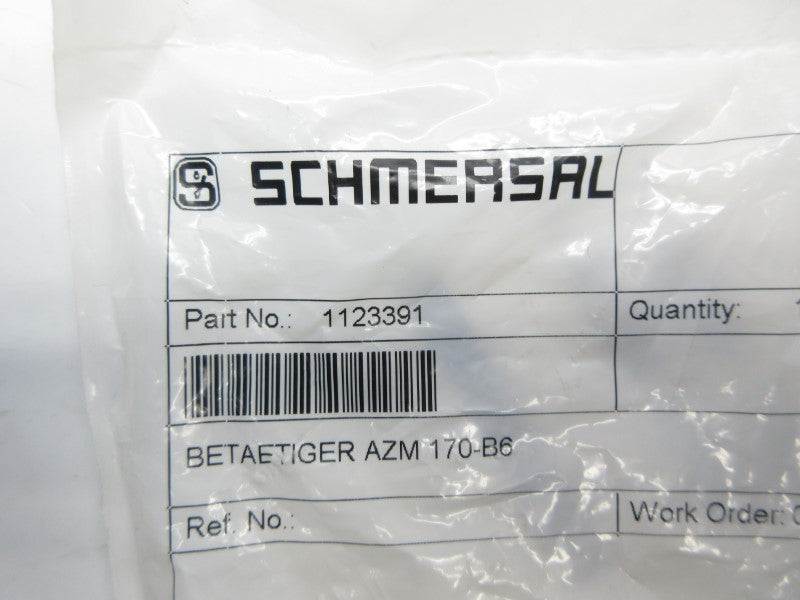 SCHMERSAL
Part No.: 1123391
Quantity:
BETAETIGER AZM 170-B6
Ref. No.:
Work Order: